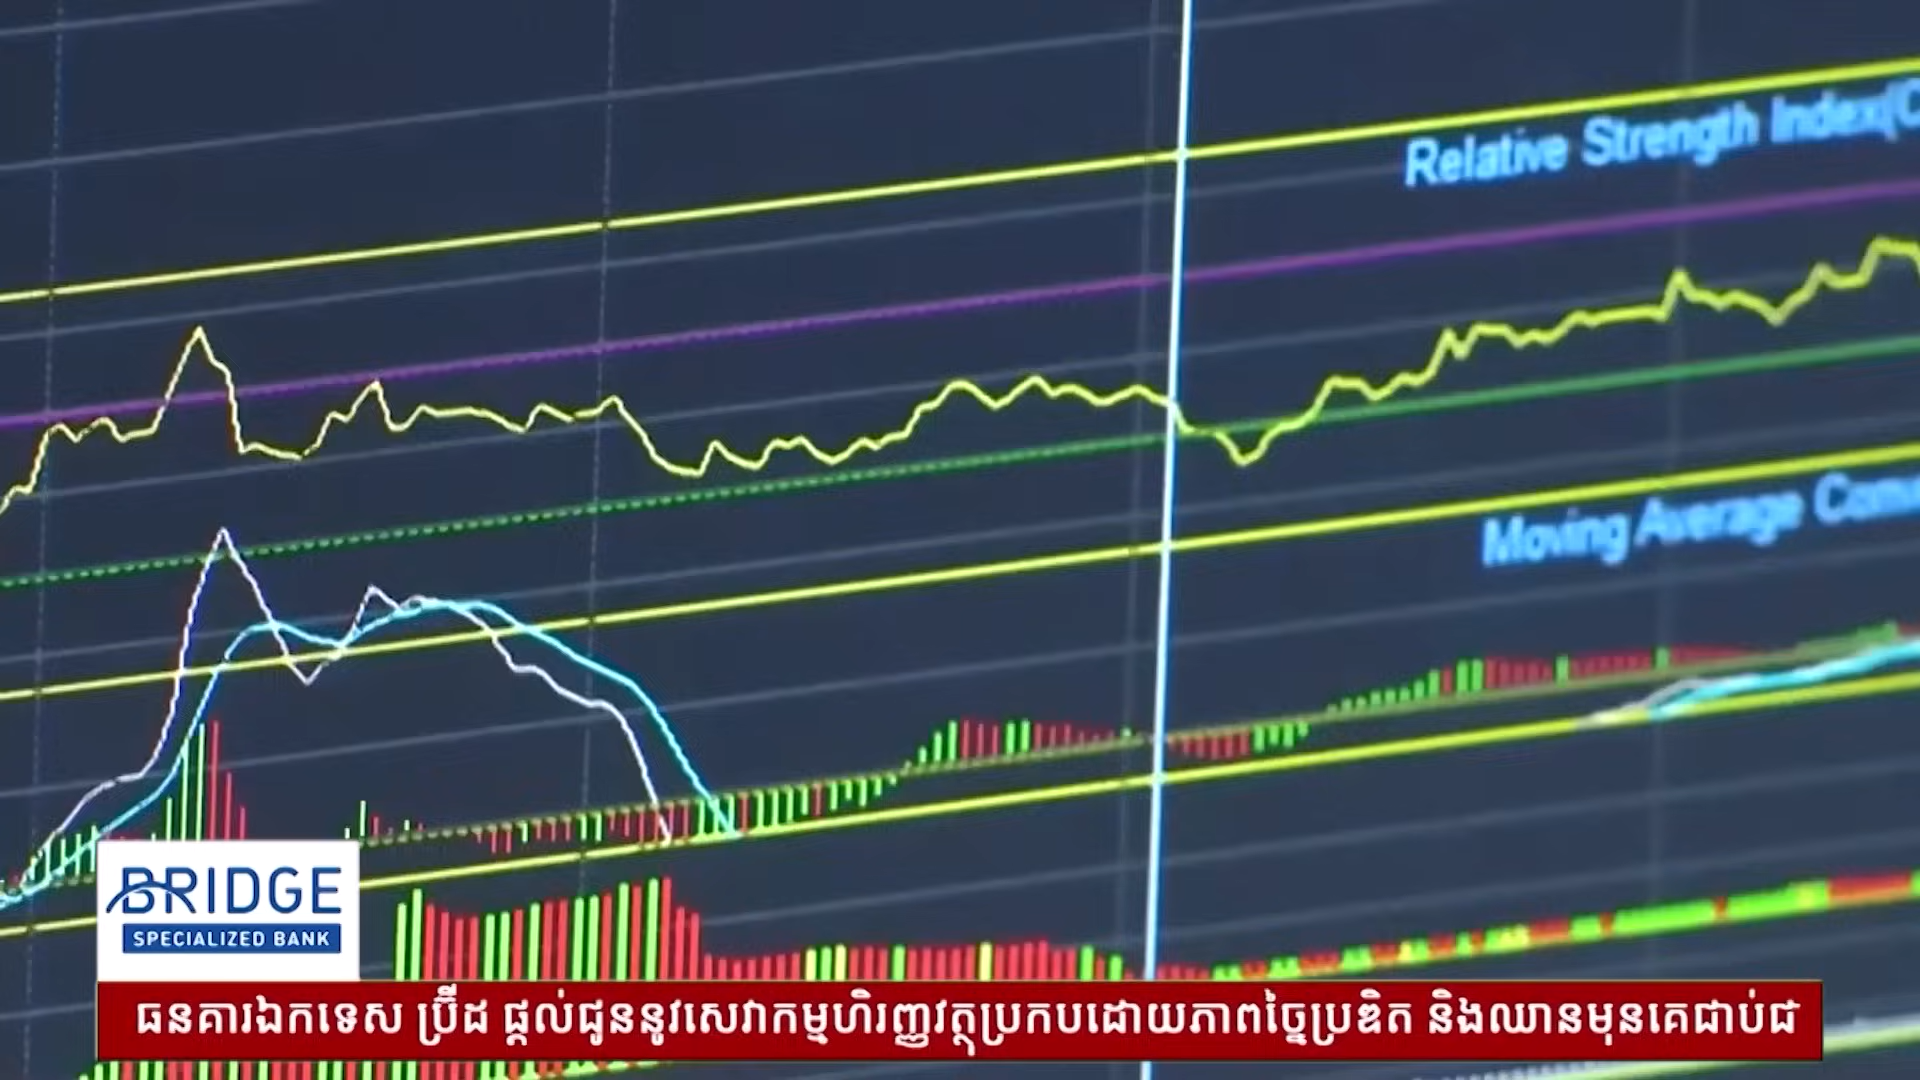 Relative Strength Index(C
Moving Average Conv
BRIDGE
SPECIALIZED BANK
ធនគារឯកទេស ប្រ៊ីដ ផ្តល់ជូននូវសេវាកម្មហិរញ្ញវត្ថុប្រកបដោយភាពច្នៃប្រឌិត និងឈានមុនគេជាប់ជ